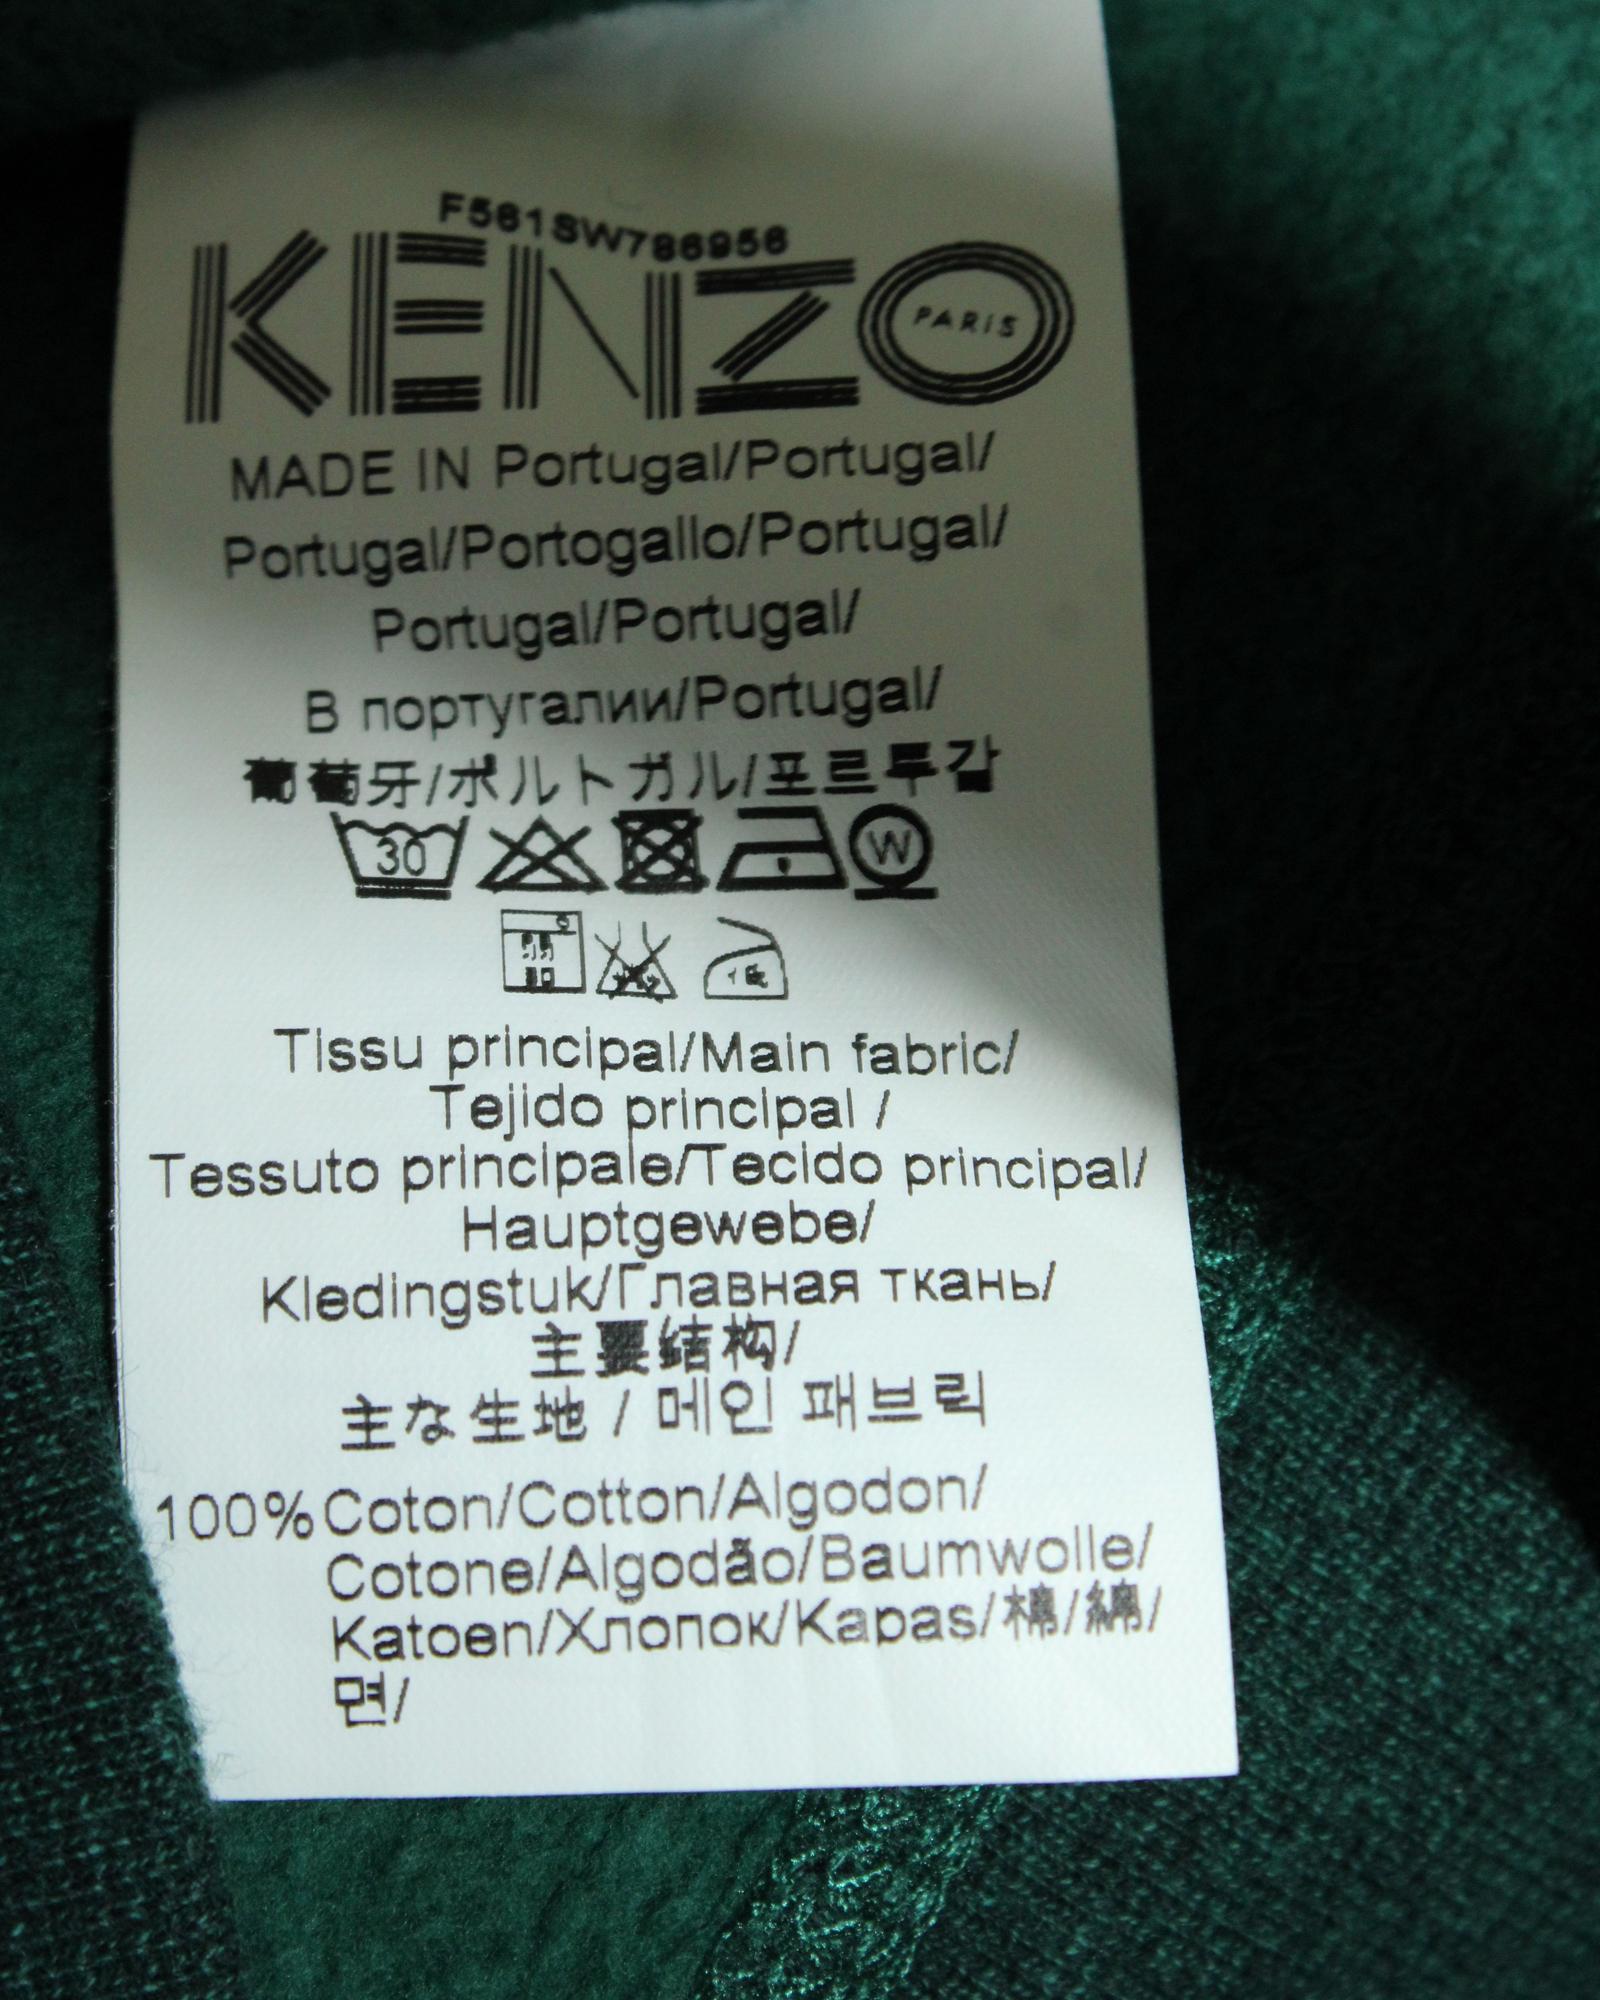 F561SW786956
KENZO PARIS
MADE IN Portugal/Portugal/
Portugal/Portogallo/Portugal/
Portugal/Portugal/
В португалии/Portugal/
葡萄牙/ポルトガル/포르투갈
30 W
Tissu principal/Main fabric/
Tejido principal /
Tessuto principale/Tecido principal/
Hauptgewebe/
Kledingstuk/Главная ткань/
主要结构/
主な生地 / 메인 패브릭
100% Coton/Cotton/Algodon/
Cotone/Algodão/Baumwolle/
Katoen/Хлопок/Kapas/棉/綿/
면/